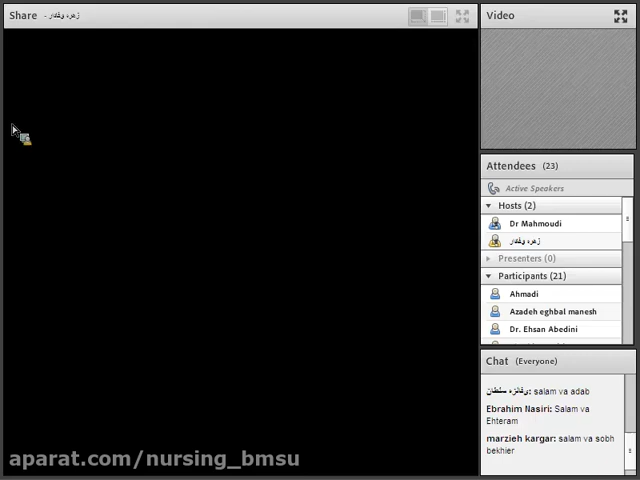 Share - زهره وفادار
Video
Attendees (23)
Active Speakers
Hosts (2)
Dr Mahmoudi
زهره وفادار
Presenters (0)
Participants (21)
Ahmadi
Azadeh eghbal manesh
Dr. Ehsan Abedini
Chat (Everyone)
salam va adab
Ebrahim Nasiri: Salam va
Ehteram
marzieh kargar: salam va sobh
bekhier
aparat.com/nursing_bmsu